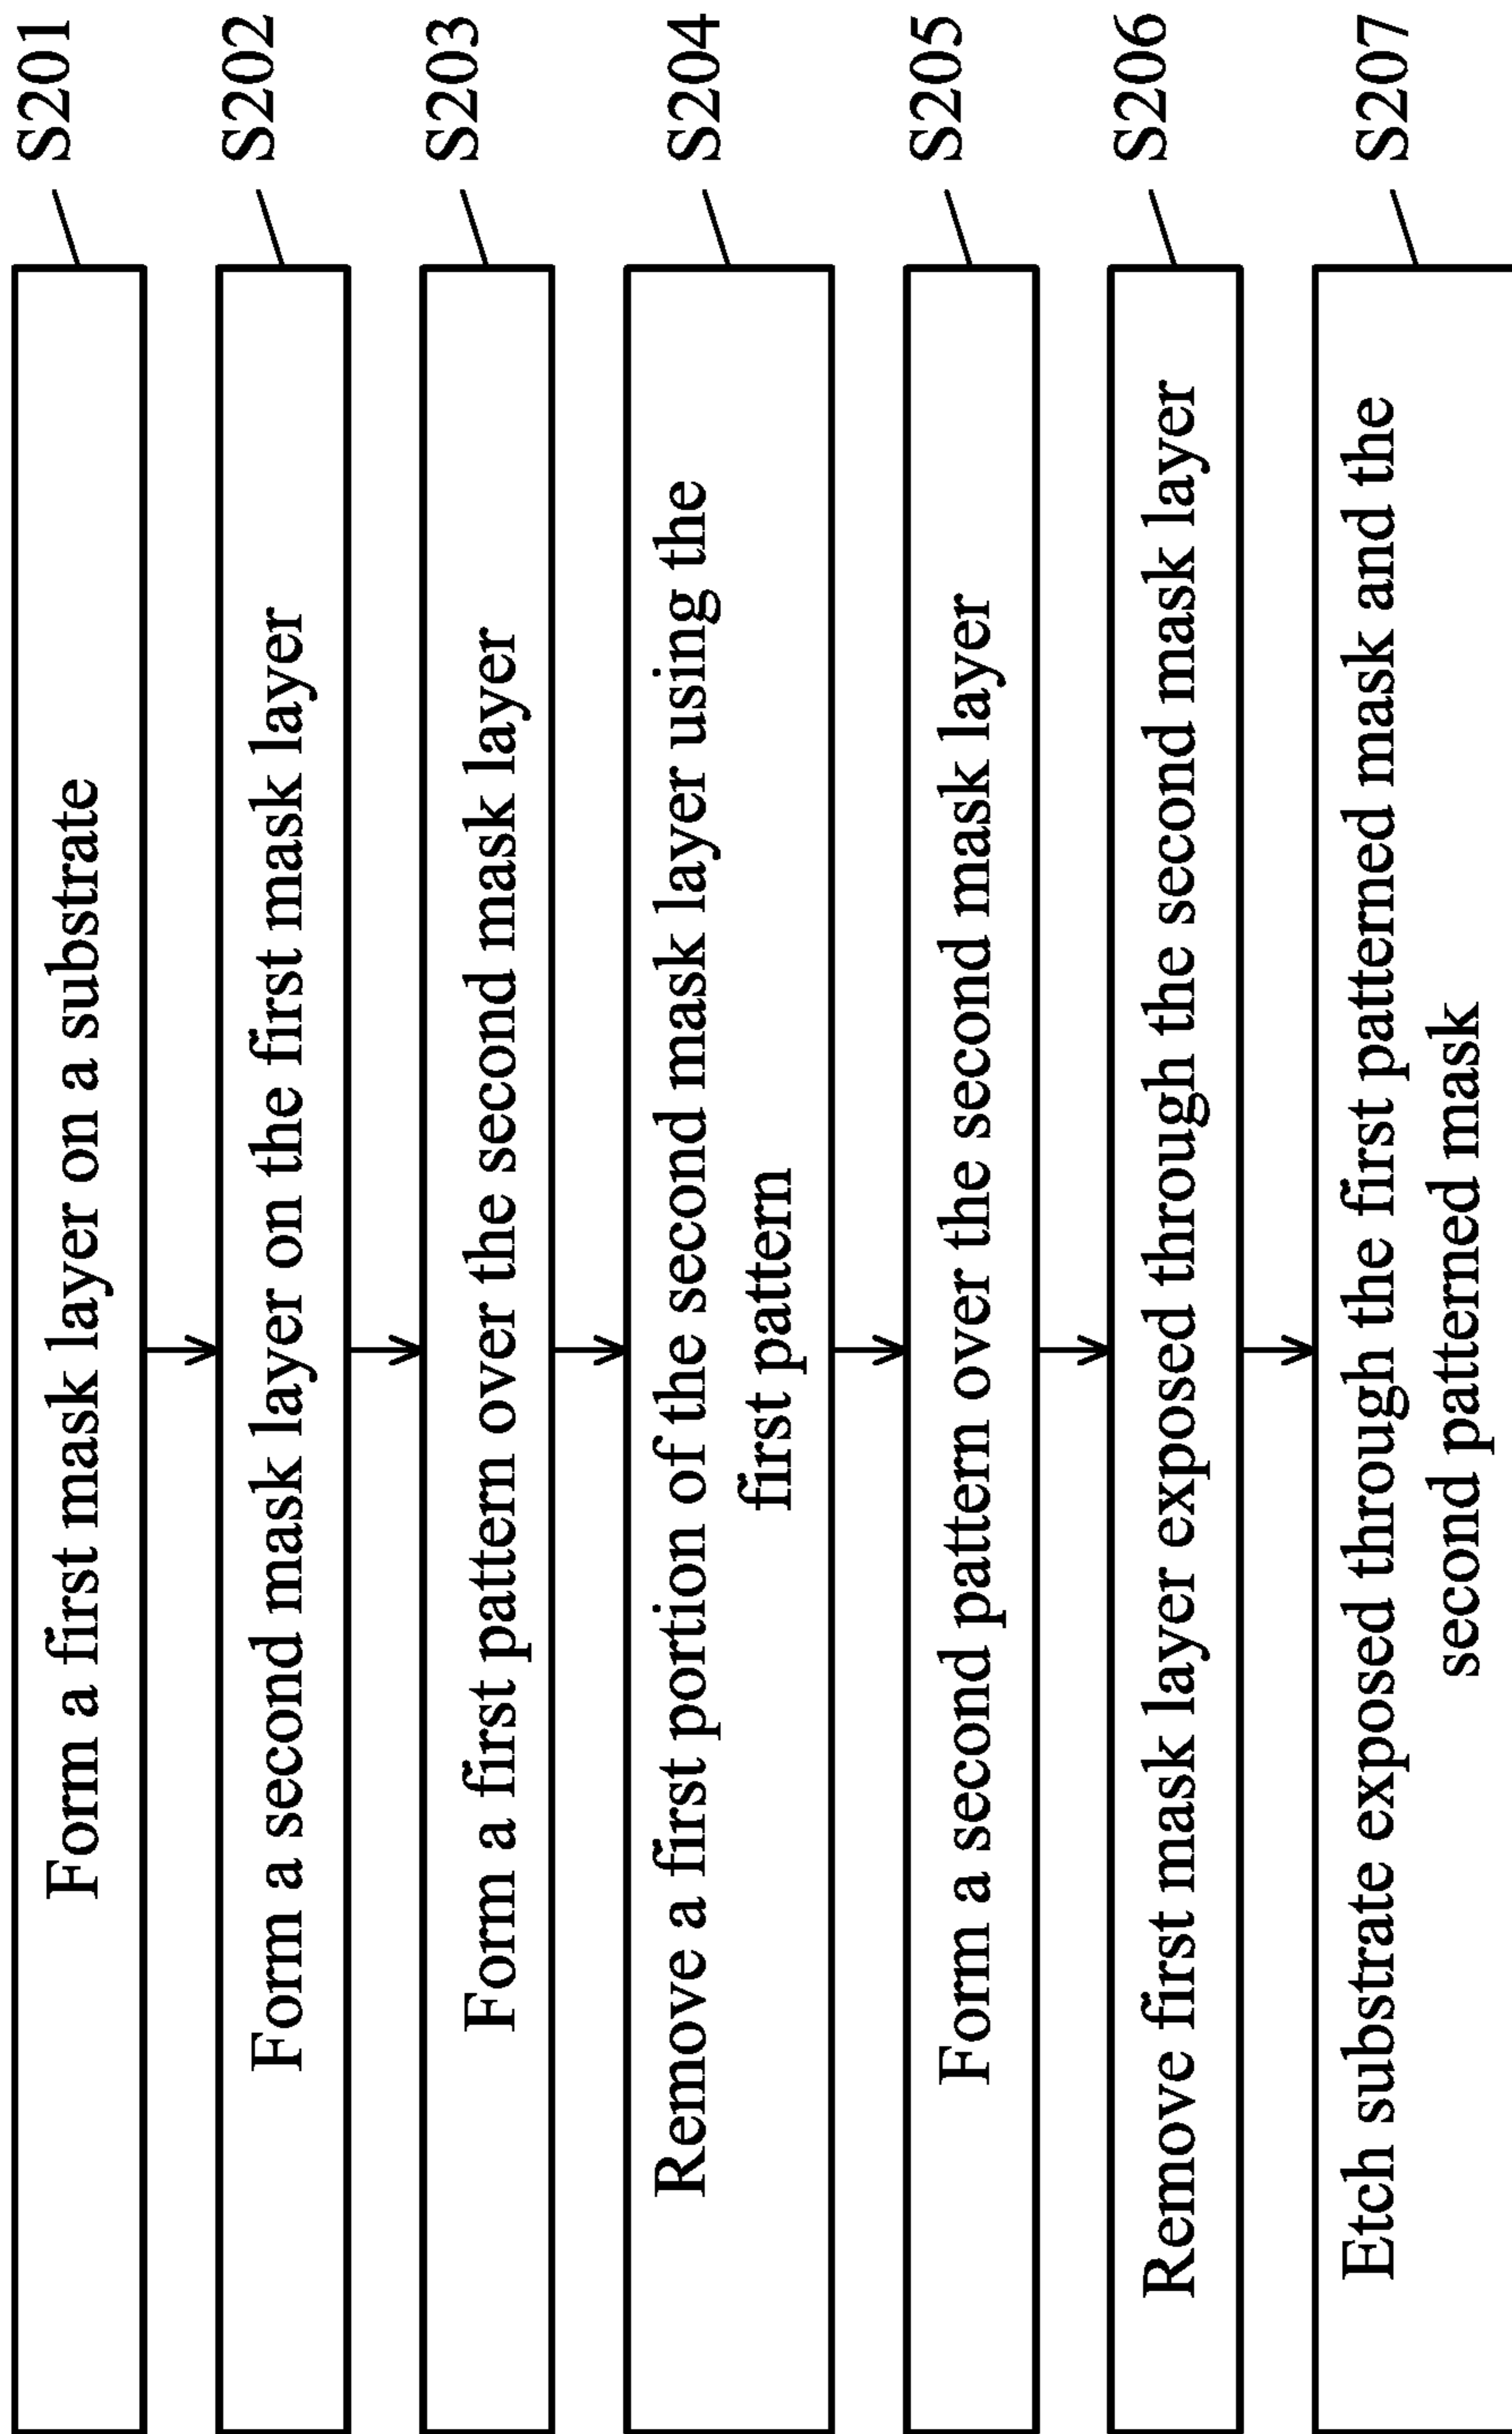 Form a first mask layer on a substrate
S201
Form a second mask layer on the first mask layer
S202
Form a first pattern over the second mask layer
S203
Remove a first portion of the second mask layer using the
first pattern
S204
Form a second pattern over the second mask layer
S205
Remove first mask layer exposed through the second mask layer
S206
Etch substrate exposed through the first patterned mask and the
second patterned mask
S207